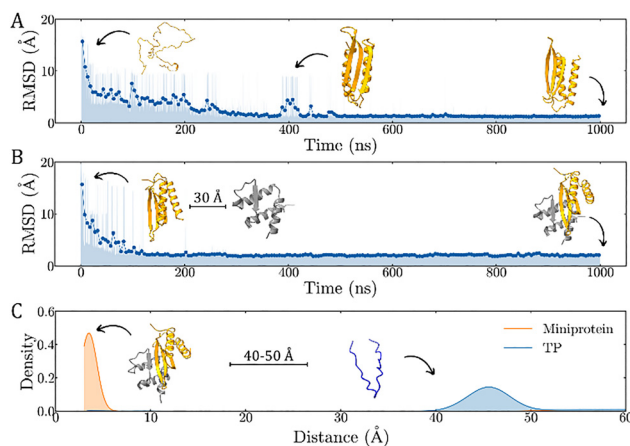 A
RMSD (Å)
20
10
0
0 200 400 600 800 1000
Time (ns)
B
RMSD (Å)
20
10
0
30 Å
0 200 400 600 800 1000
Time (ns)
C
Density
0.6
0.4
0.2
0.0
40-50 Å
Miniprotein
TP
0 10 20 30 40 50 60
Distance (Å)